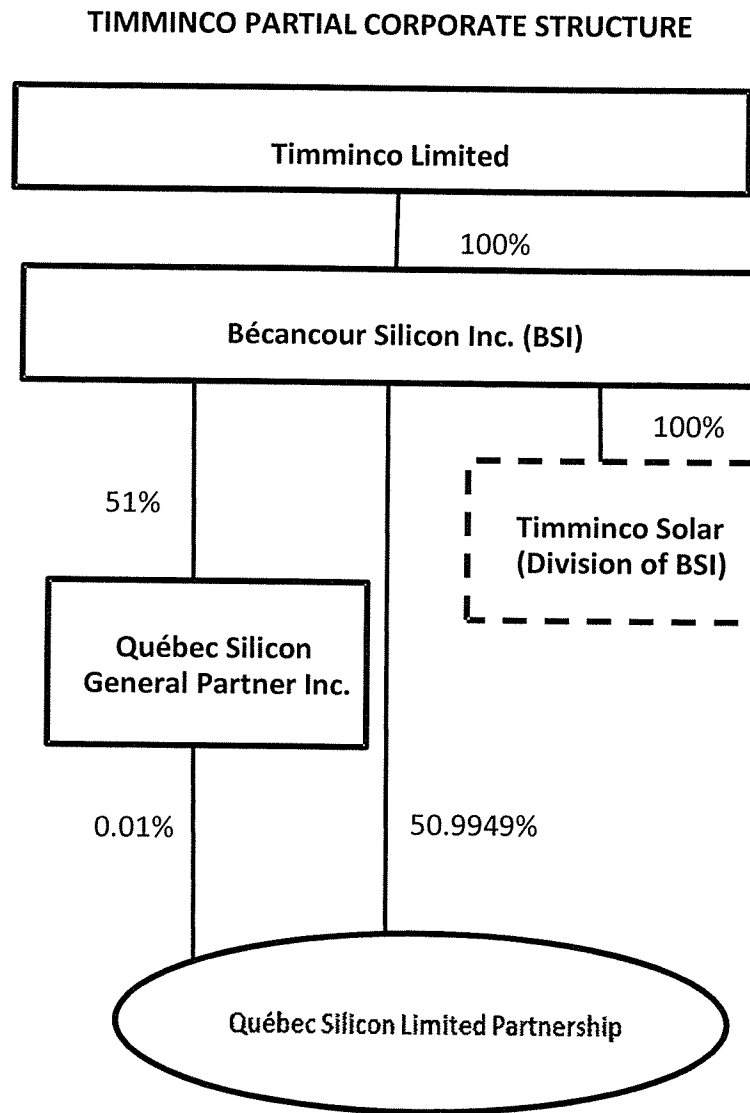 TIMMINCO PARTIAL CORPORATE STRUCTURE
Timminco Limited
100%
Bécancour Silicon Inc. (BSI)
100%
51%
Timminco Solar
(Division of BSI)
Québec Silicon
General Partner Inc.
0.01%
50.9949%
Québec Silicon Limited Partnership